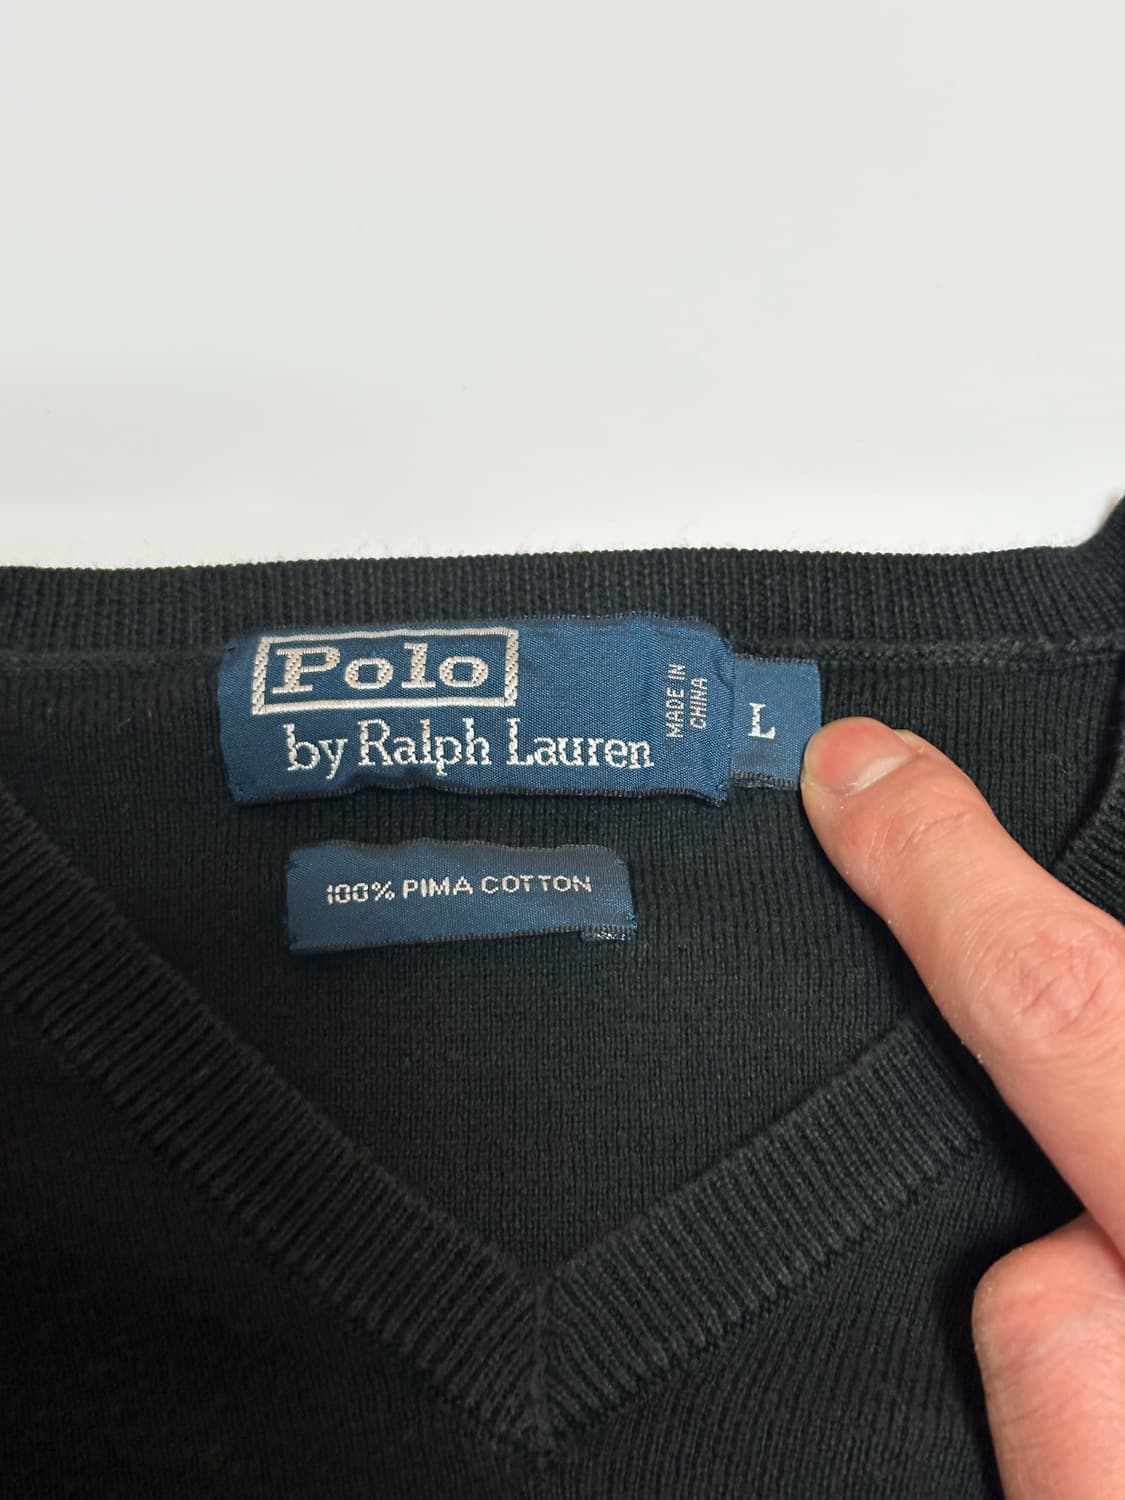 Polo
by Ralph Lauren
MADE IN
CHINA
L
100% PIMA COTTON